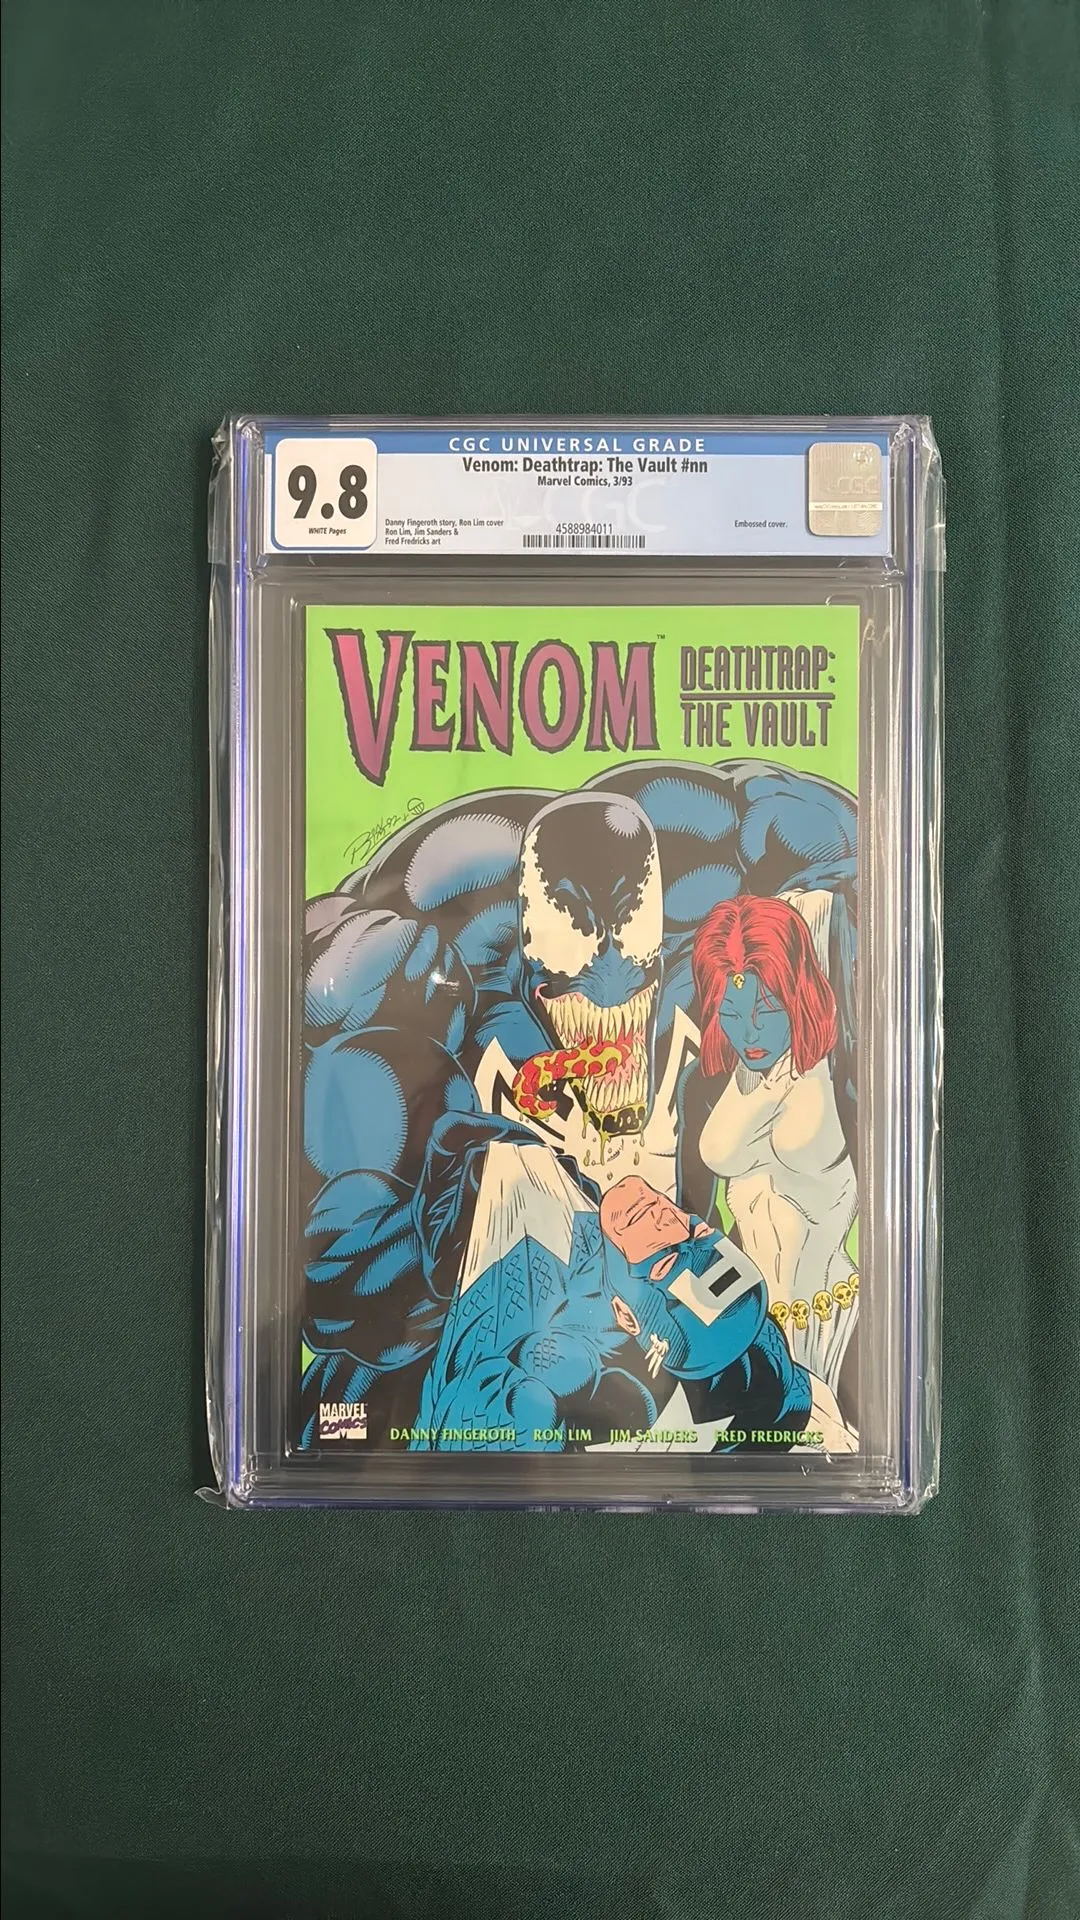 CGC UNIVERSAL GRADE
9.8
WHITE Pages
Venom: Deathtrap: The Vault #nn
Marvel Comics, 3/93
Danny Fingeroth story, Ron Lim cover
Ron Lim, Jim Sanders &
Fred Fredricks art
4588984011
Embossed cover.
CGC
CGC
VENOM™
DEATHTRAP:
THE VAULT
MARVEL
COMICS
DANNY FINGEROTH RON LIM JIM SANDERS FRED FREDRICKS